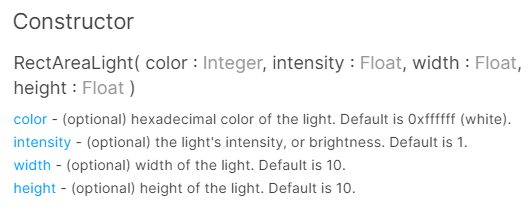 Constructor
RectAreaLight( color : Integer, intensity : Float, width : Float,
height : Float )
color - (optional) hexadecimal color of the light. Default is 0xffffff (white).
intensity - (optional) the light's intensity, or brightness. Default is 1.
width - (optional) width of the light. Default is 10.
height - (optional) height of the light. Default is 10.